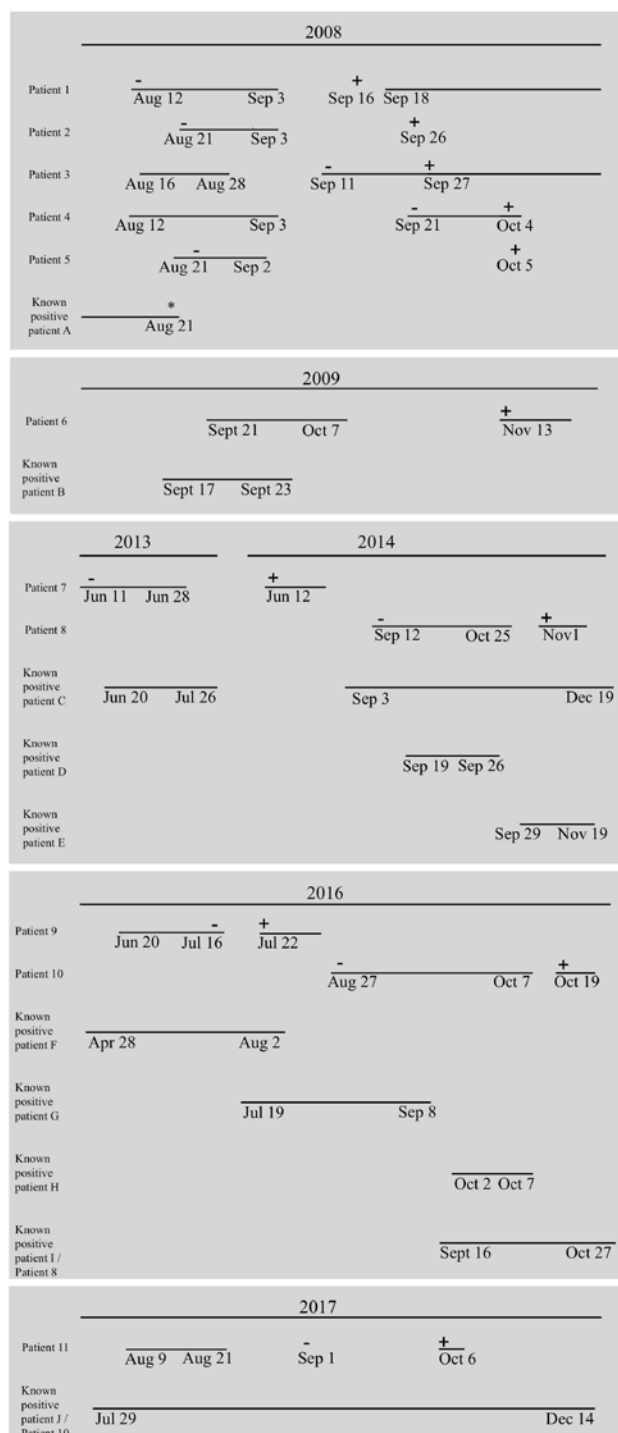 2008
Patient 1
-
+
Aug 12 Sep 3 Sep 16 Sep 18
Patient 2
-
+
Aug 21 Sep 3 Sep 26
Patient 3
-
+
Aug 16 Aug 28 Sep 11 Sep 27
Patient 4
-
+
Aug 12 Sep 3 Sep 21 Oct 4
Patient 5
-
+
Aug 21 Sep 2 Oct 5
Known
positive
patient A
*
Aug 21
2009
Patient 6
+
Sept 21 Oct 7 Nov 13
Known
positive
patient B
Sept 17 Sept 23
2013 2014
Patient 7
-
+
Jun 11 Jun 28 Jun 12
Patient 8
-
+
Sep 12 Oct 25 Nov1
Known
positive
patient C
Jun 20 Jul 26 Sep 3 Dec 19
Known
positive
patient D
Sep 19 Sep 26
Known
positive
patient E
Sep 29 Nov 19
2016
Patient 9
-
+
Jun 20 Jul 16 Jul 22
Patient 10
-
+
Aug 27 Oct 7 Oct 19
Known
positive
patient F
Apr 28 Aug 2
Known
positive
patient G
Jul 19 Sep 8
Known
positive
patient H
Oct 2 Oct 7
Known
positive
patient I /
Patient 8
Sept 16 Oct 27
2017
Patient 11
-
+
Aug 9 Aug 21 Sep 1 Oct 6
Known
positive
patient J /
Patient 10
Jul 29 Dec 14